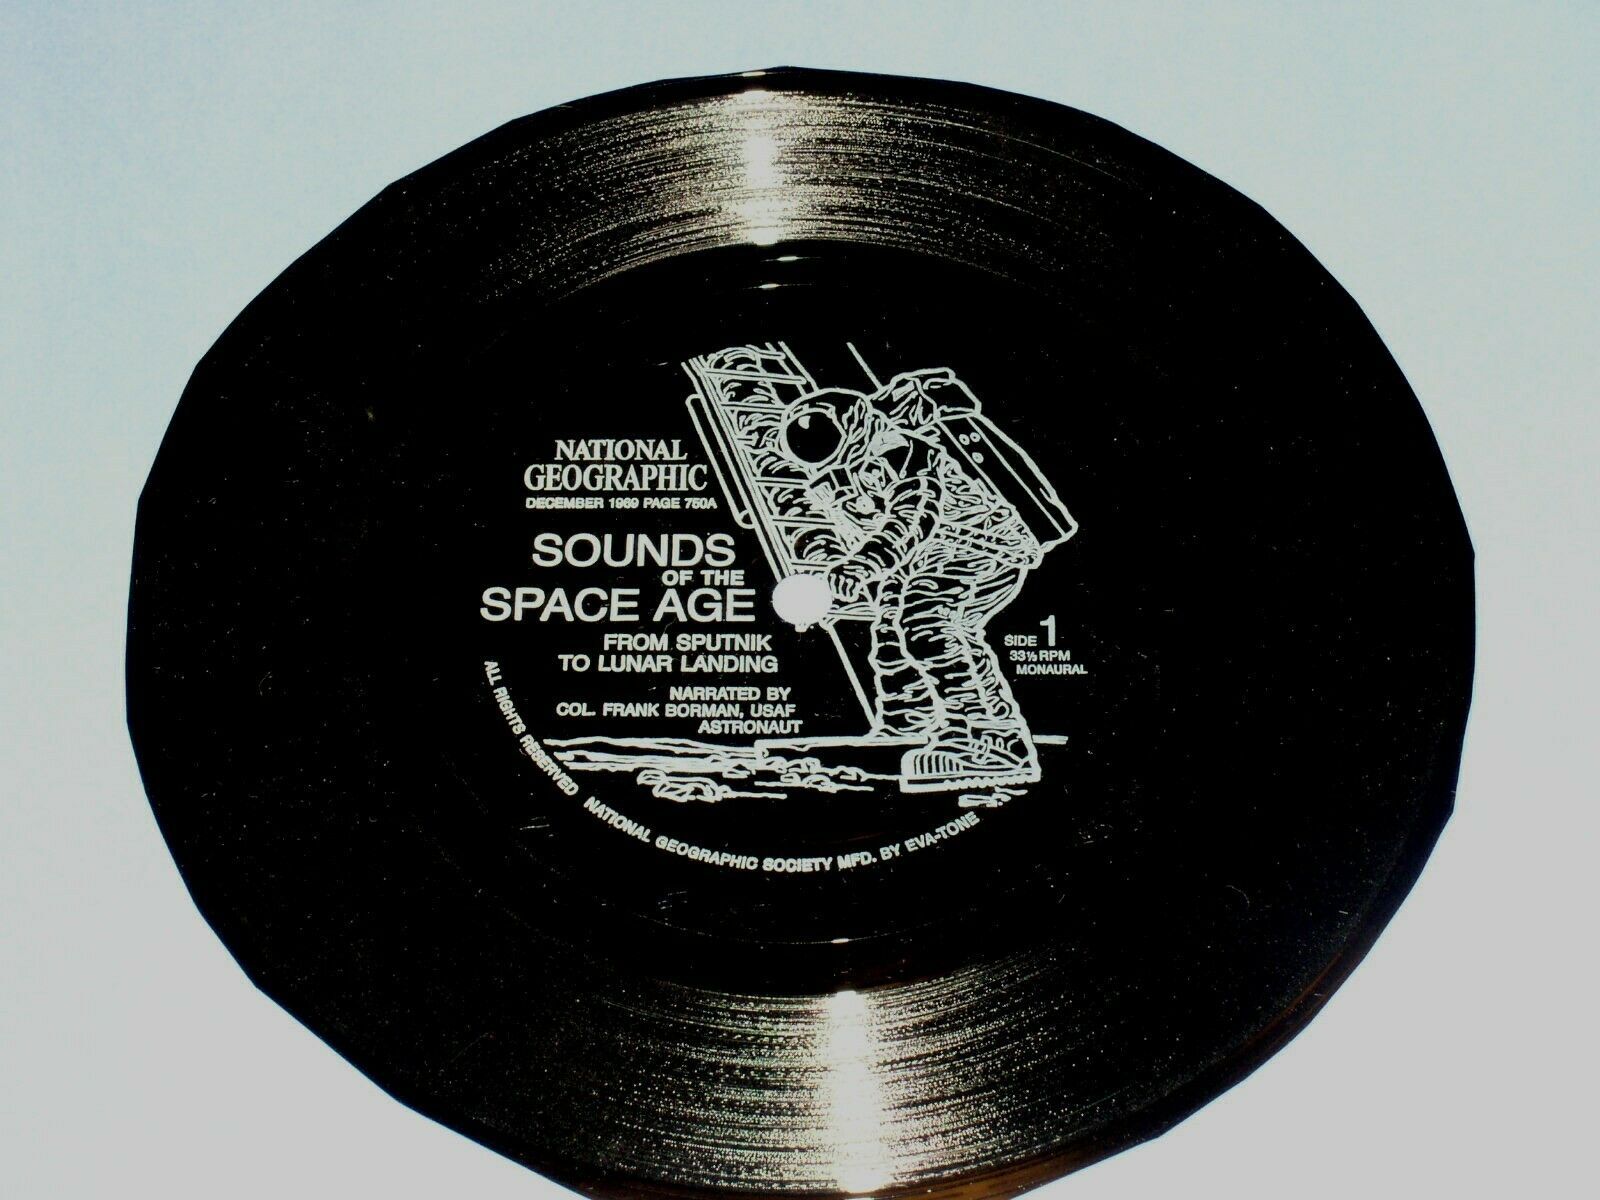 NATIONAL
GEOGRAPHIC
DECEMBER 1969 PAGE 750A
SOUNDS
OF THE
SPACE AGE
FROM SPUTNIK
TO LUNAR LANDING
NARRATED BY
COL. FRANK BORMAN, USAF
ASTRONAUT
SIDE 1
33⅓ RPM
MONAURAL
ALL RIGHTS RESERVED NATIONAL GEOGRAPHIC SOCIETY MFD. BY EVA-TONE